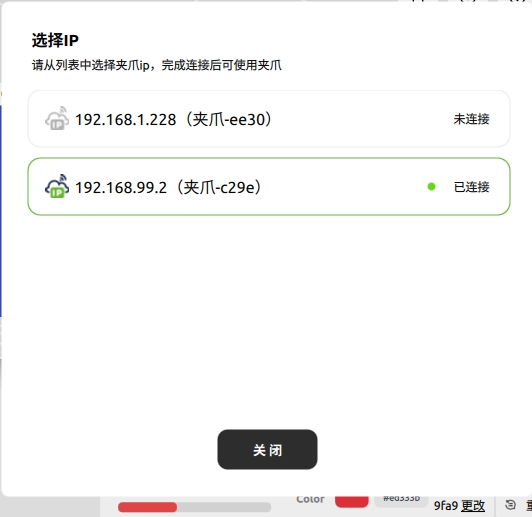 选择IP
请从列表中选择夹爪ip，完成连接后可使用夹爪
IP 192.168.1.228（夹爪-ee30） 未连接
IP 192.168.99.2（夹爪-c29e） 已连接
关 闭
Color #ed333b 9fa9 更改